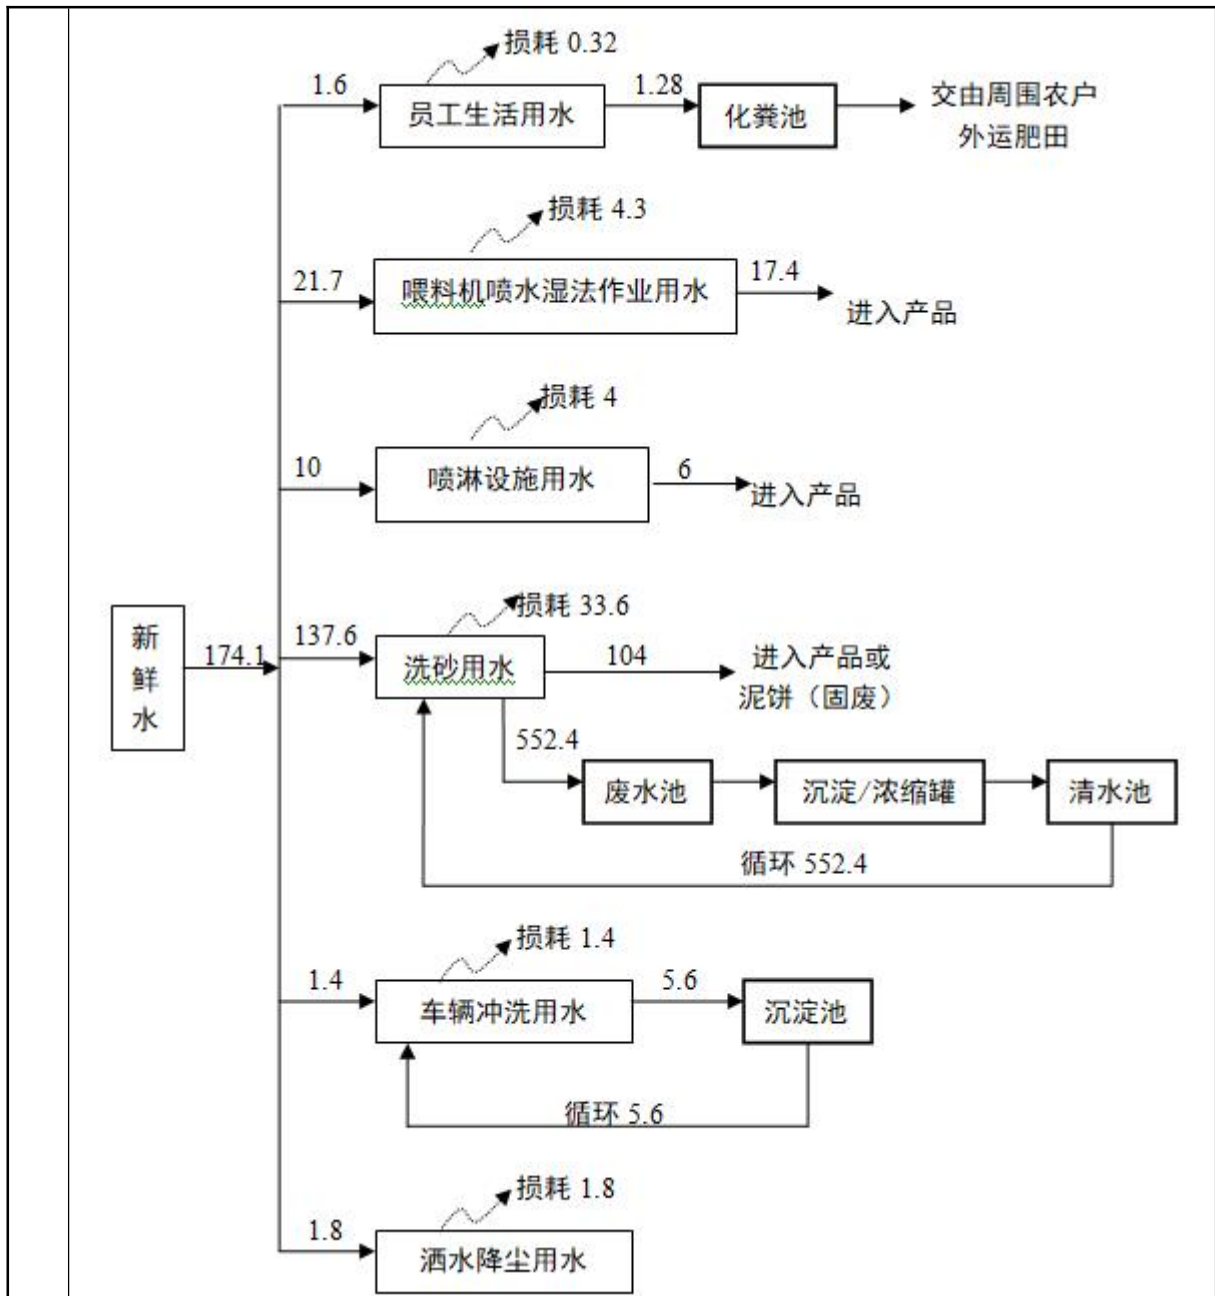 损耗 0.32
1.6
员工生活用水
1.28
化粪池
交由周围农户
外运肥田
损耗 4.3
21.7
喂料机喷水湿法作业用水
17.4
进入产品
损耗 4
10
喷淋设施用水
6
进入产品
新
鲜
水
174.1
损耗 33.6
137.6
洗砂用水
104
进入产品或
泥饼（固废）
552.4
废水池
沉淀/浓缩罐
清水池
循环 552.4
损耗 1.4
1.4
车辆冲洗用水
5.6
沉淀池
循环 5.6
损耗 1.8
1.8
洒水降尘用水